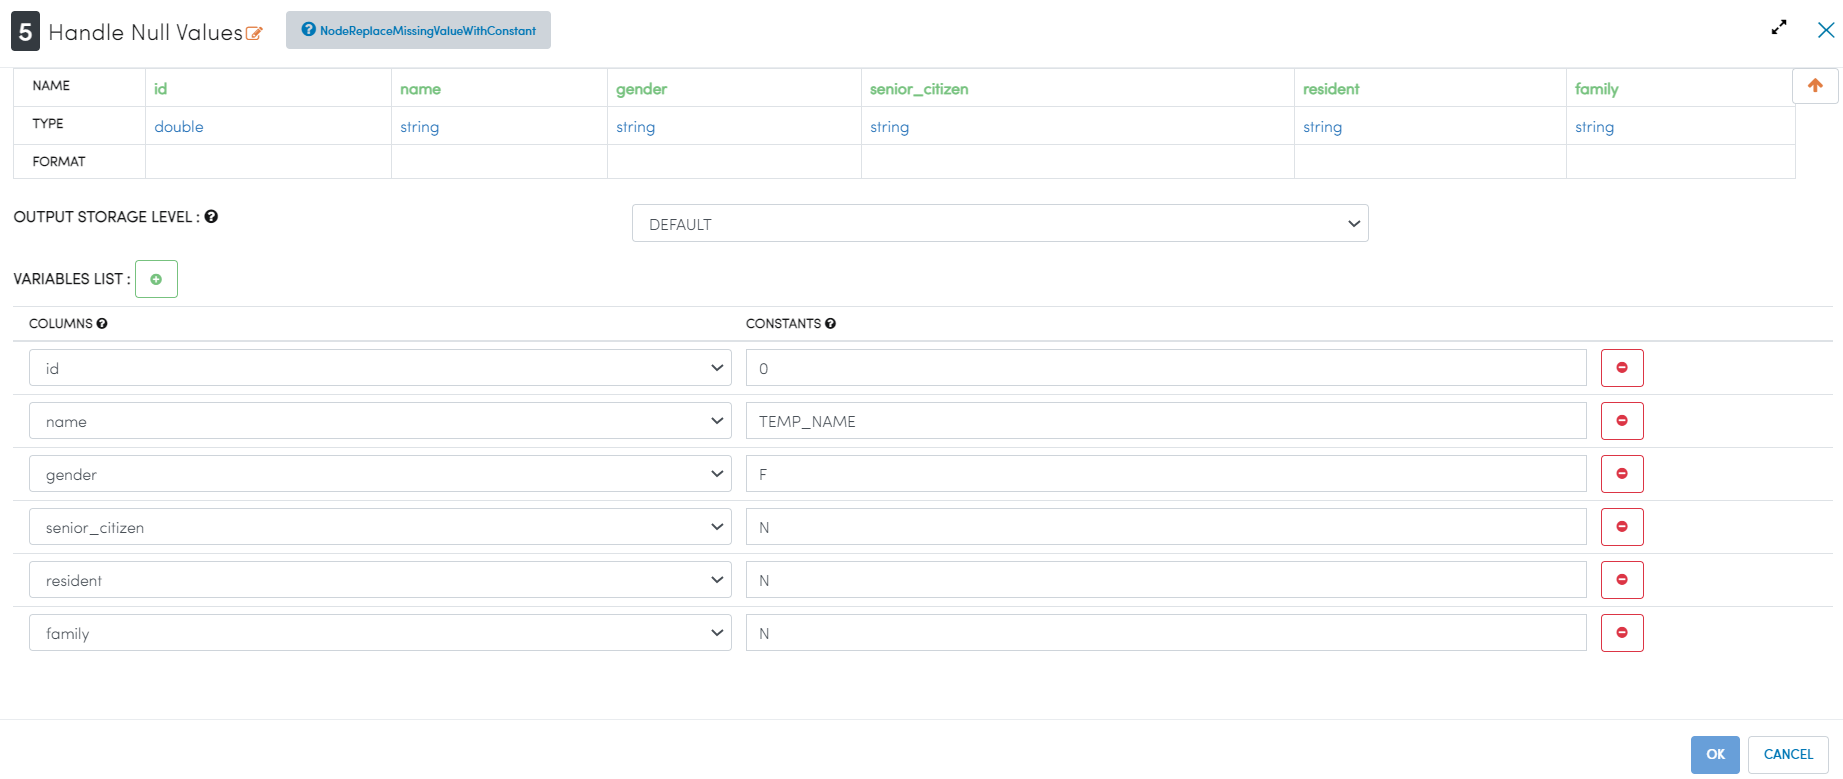 5 Handle Null Values NodeReplaceMissingValueWithConstant
NAME id name gender senior_citizen resident family
TYPE double string string string string string
FORMAT
OUTPUT STORAGE LEVEL : DEFAULT
VARIABLES LIST :
COLUMNS CONSTANTS
id 0
name TEMP_NAME
gender F
senior_citizen N
resident N
family N
OK CANCEL